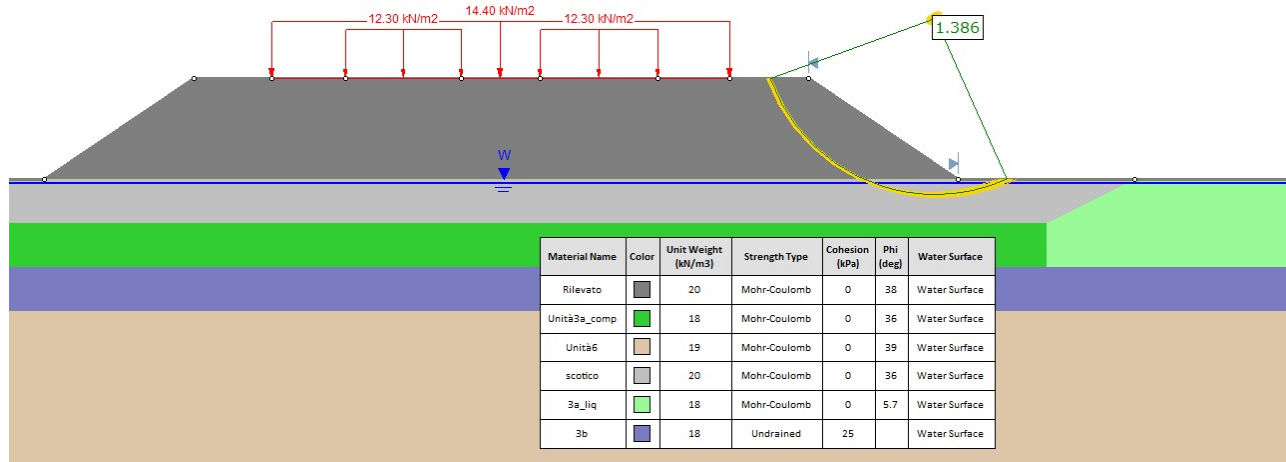 14.40 kN/m2
12.30 kN/m2
12.30 kN/m2
1.386
W
Material Name Color Unit Weight (kN/m3) Strength Type Cohesion (kPa) Phi (deg) Water Surface
Rilevato 20 Mohr-Coulomb 0 38 Water Surface
Unità3a_comp 18 Mohr-Coulomb 0 36 Water Surface
Unità6 19 Mohr-Coulomb 0 39 Water Surface
scotico 20 Mohr-Coulomb 0 36 Water Surface
3a_liq 18 Mohr-Coulomb 0 5.7 Water Surface
3b 18 Undrained 25 Water Surface